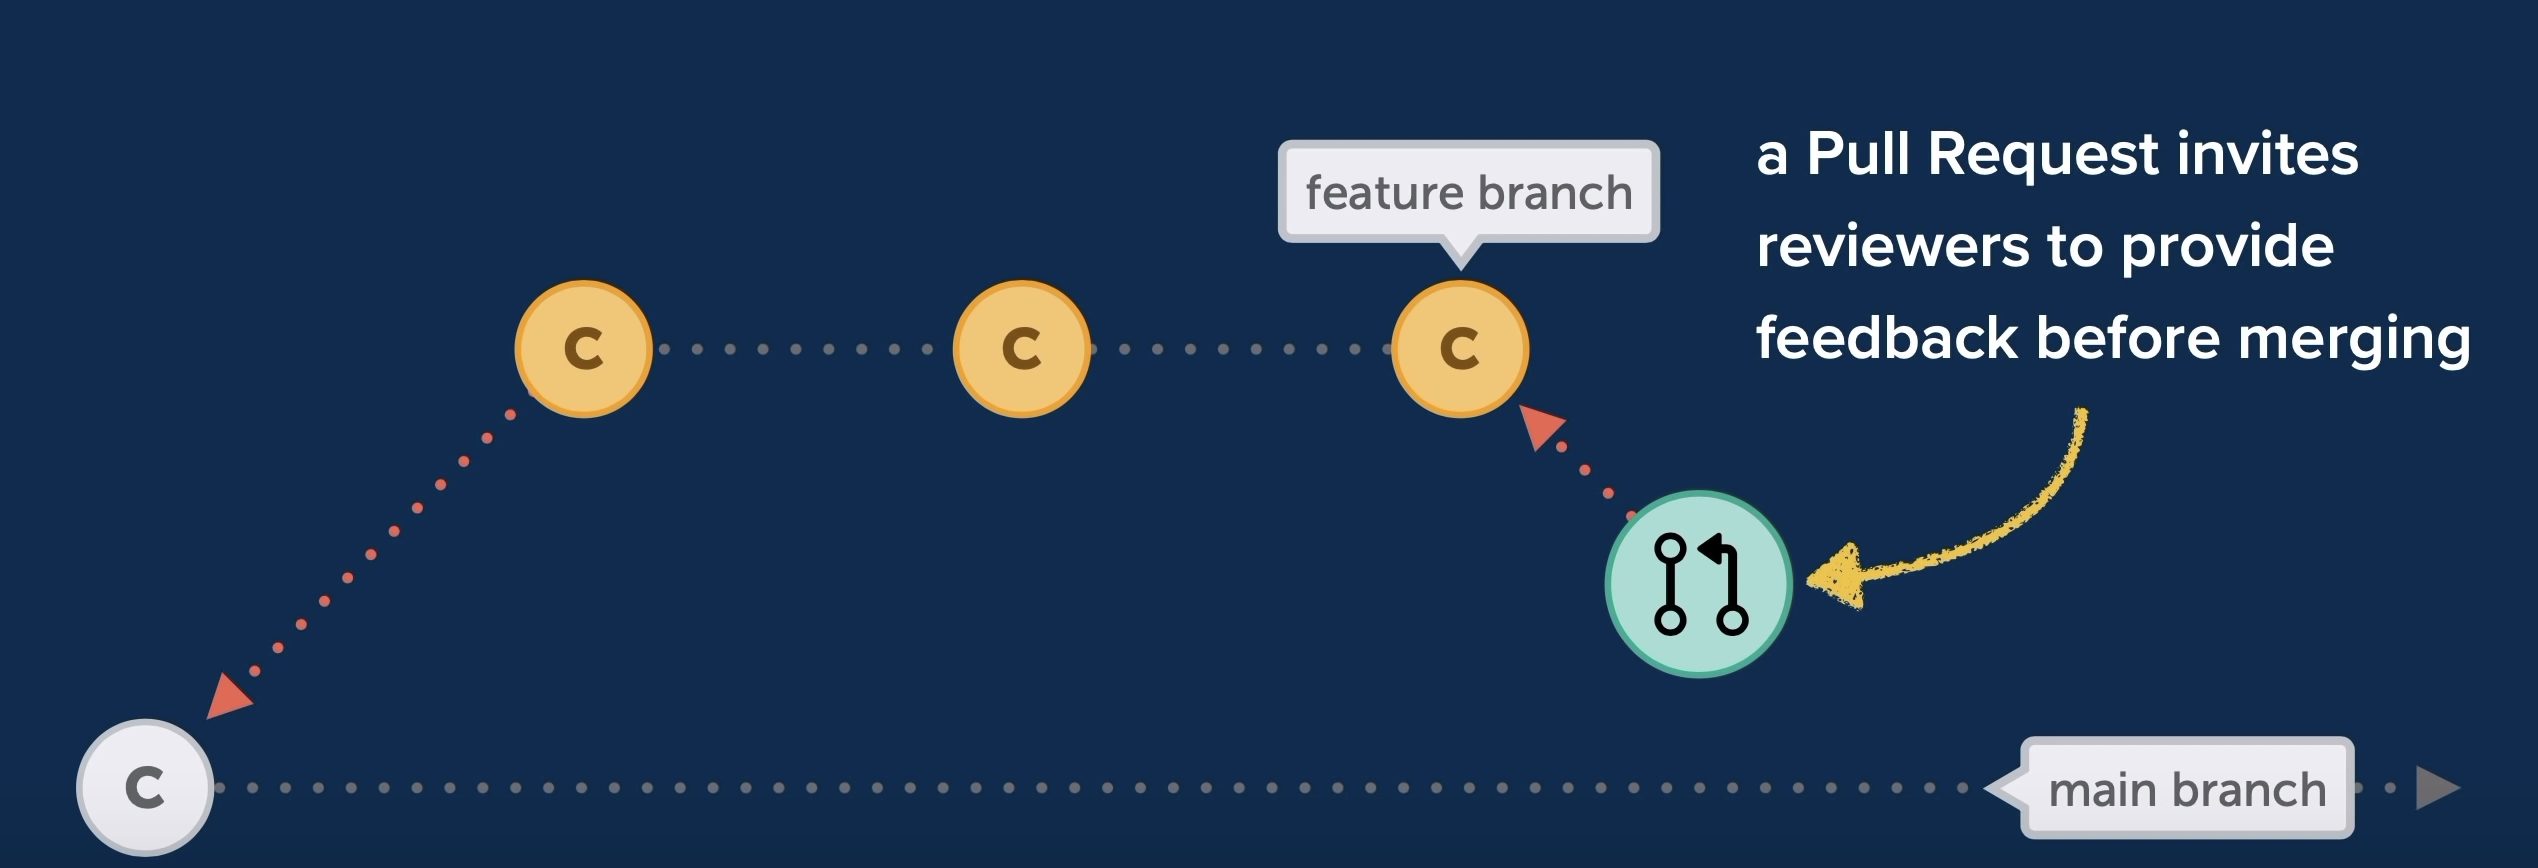 a Pull Request invites
reviewers to provide
feedback before merging
feature branch
C
C
C
C
main branch